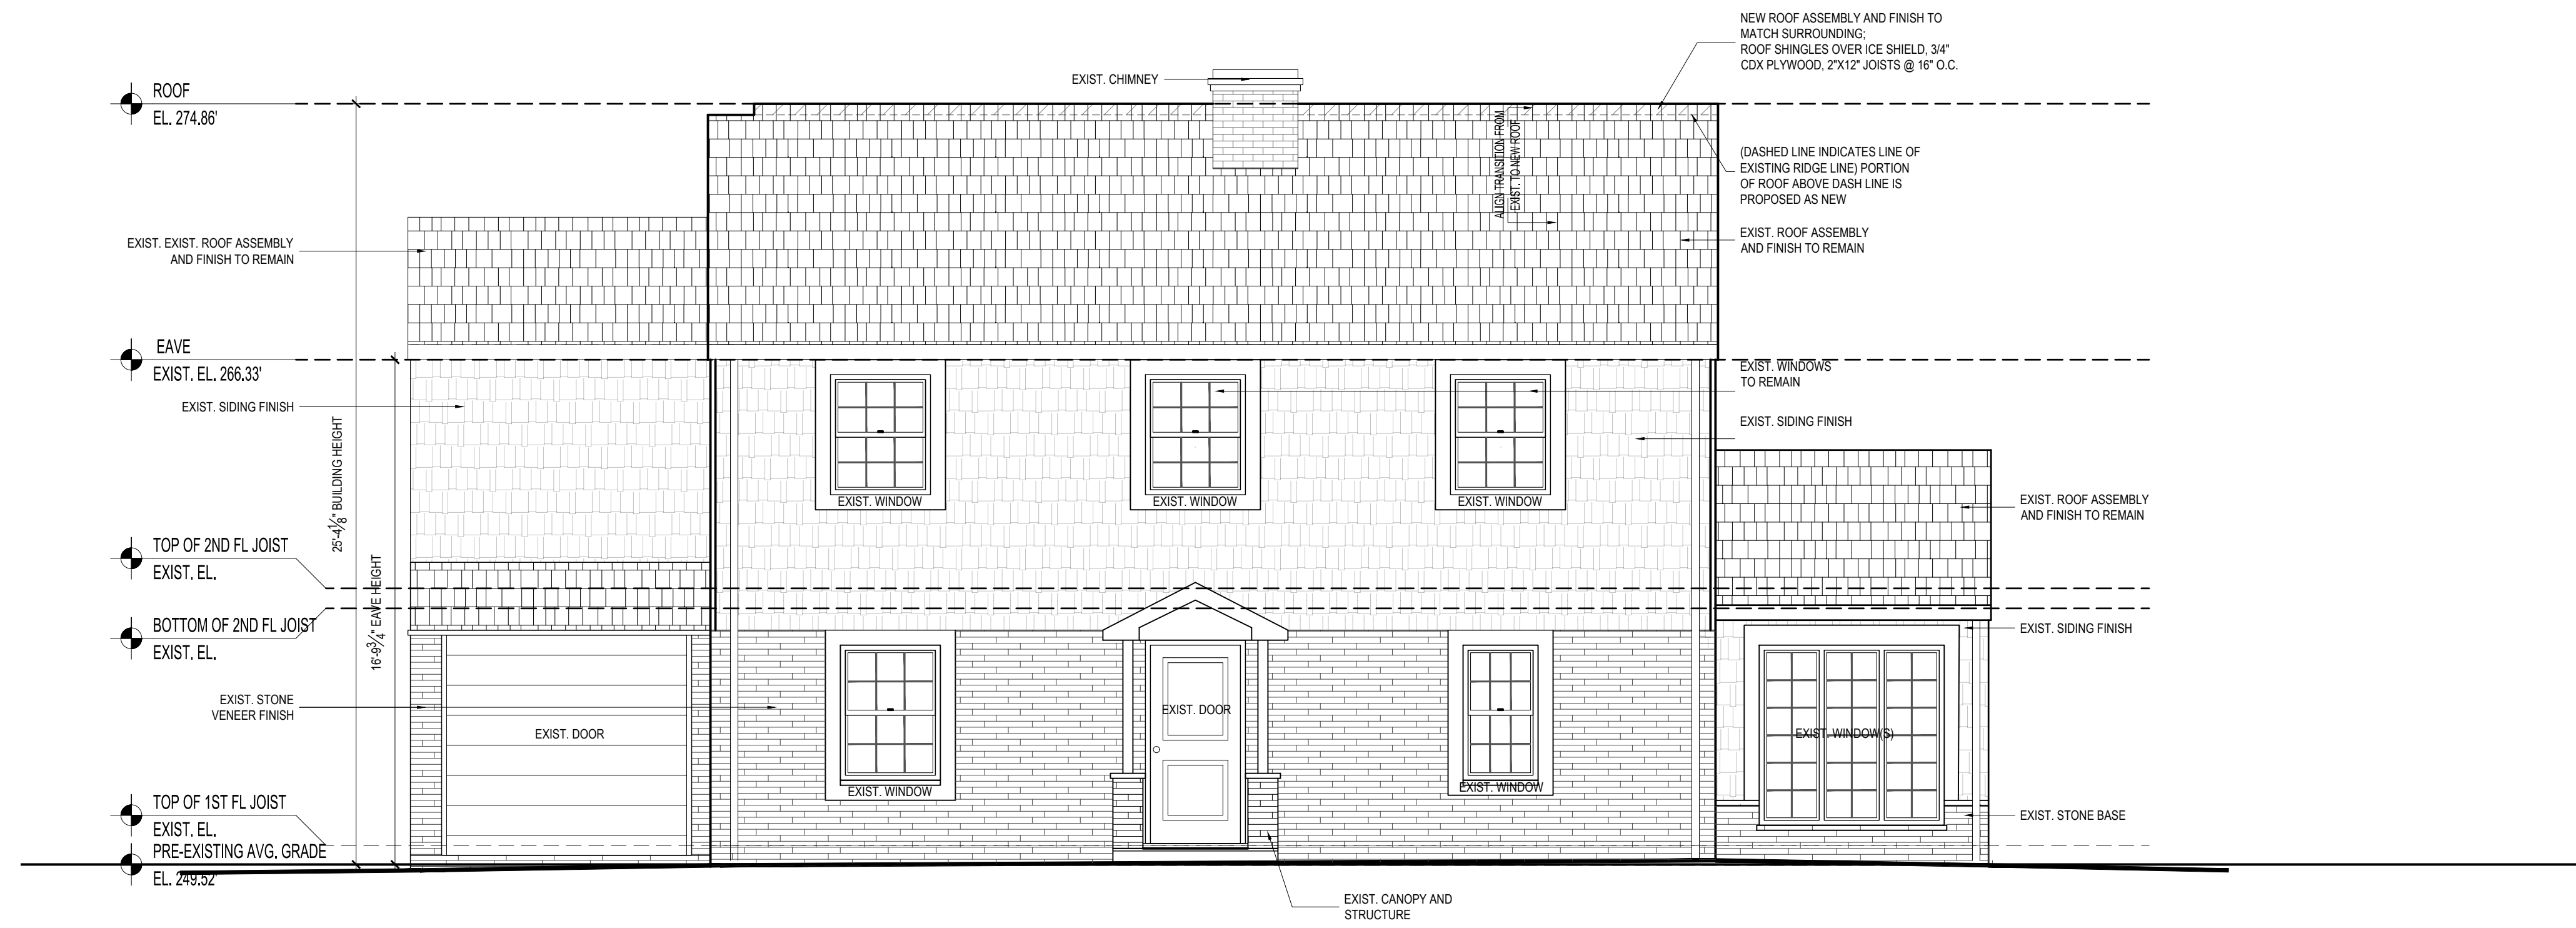 NEW ROOF ASSEMBLY AND FINISH TO
MATCH SURROUNDING;
ROOF SHINGLES OVER ICE SHIELD, 3/4"
CDX PLYWOOD, 2"X12" JOISTS @ 16" O.C.
EXIST. CHIMNEY
ROOF
EL. 274.86'
ALIGN TRANSITION FROM
EXIST. TO NEW ROOF
(DASHED LINE INDICATES LINE OF
EXISTING RIDGE LINE) PORTION
OF ROOF ABOVE DASH LINE IS
PROPOSED AS NEW
EXIST. ROOF ASSEMBLY
AND FINISH TO REMAIN
EXIST. EXIST. ROOF ASSEMBLY
AND FINISH TO REMAIN
EAVE
EXIST. EL. 266.33'
EXIST. WINDOWS
TO REMAIN
EXIST. SIDING FINISH
EXIST. SIDING FINISH
25'-4 1/8" BUILDING HEIGHT
16'-9 3/4" EAVE HEIGHT
EXIST. WINDOW
EXIST. WINDOW
EXIST. WINDOW
EXIST. ROOF ASSEMBLY
AND FINISH TO REMAIN
TOP OF 2ND FL JOIST
EXIST. EL.
BOTTOM OF 2ND FL JOIST
EXIST. EL.
EXIST. SIDING FINISH
EXIST. STONE
VENEER FINISH
EXIST. DOOR
EXIST. DOOR
EXIST. WINDOW(S)
EXIST. WINDOW
EXIST. WINDOW
TOP OF 1ST FL JOIST
EXIST. EL.
EXIST. STONE BASE
PRE-EXISTING AVG. GRADE
EL. 249.52'
EXIST. CANOPY AND
STRUCTURE